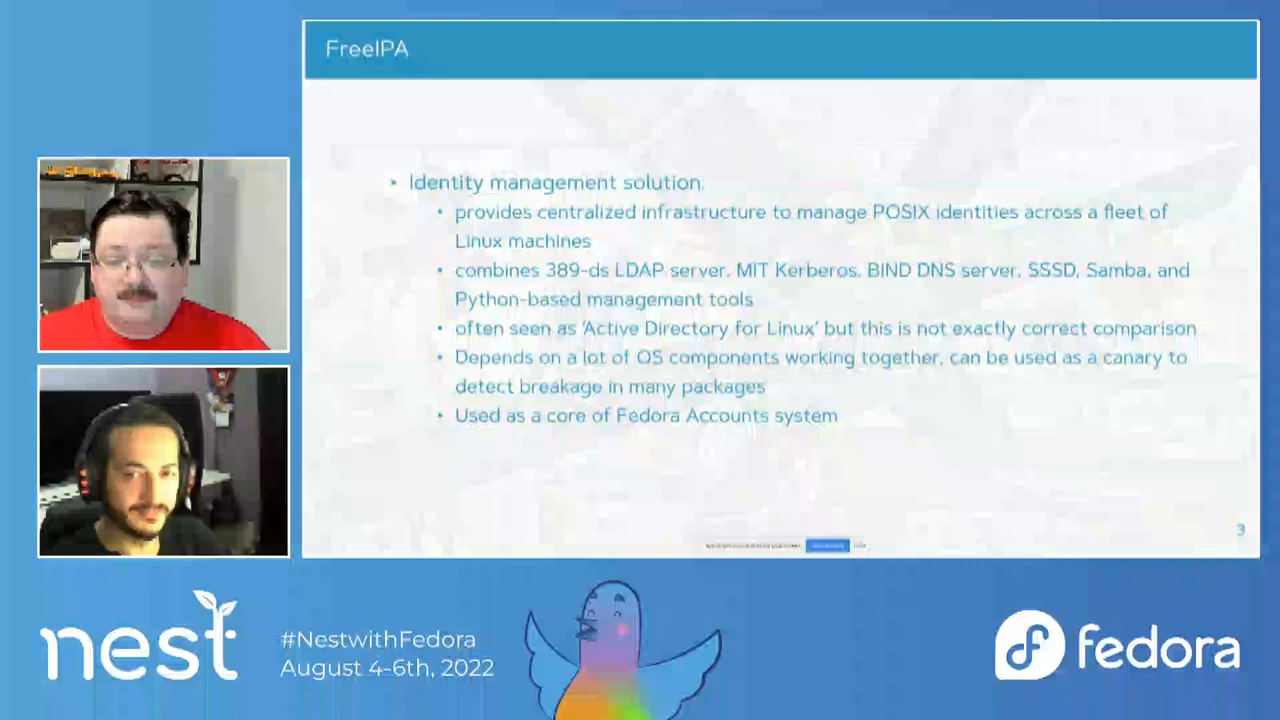 FreeIPA
Identity management solution:
provides centralized infrastructure to manage POSIX identities across a fleet of
Linux machines
combines 389-ds LDAP server, MIT Kerberos, BIND DNS server, SSSD, Samba, and
Python-based management tools
often seen as 'Active Directory for Linux' but this is not exactly correct comparison
Depends on a lot of OS components working together, can be used as a canary to
detect breakage in many packages
Used as a core of Fedora Accounts system
3
nest
#NestwithFedora
August 4-6th, 2022
fedora